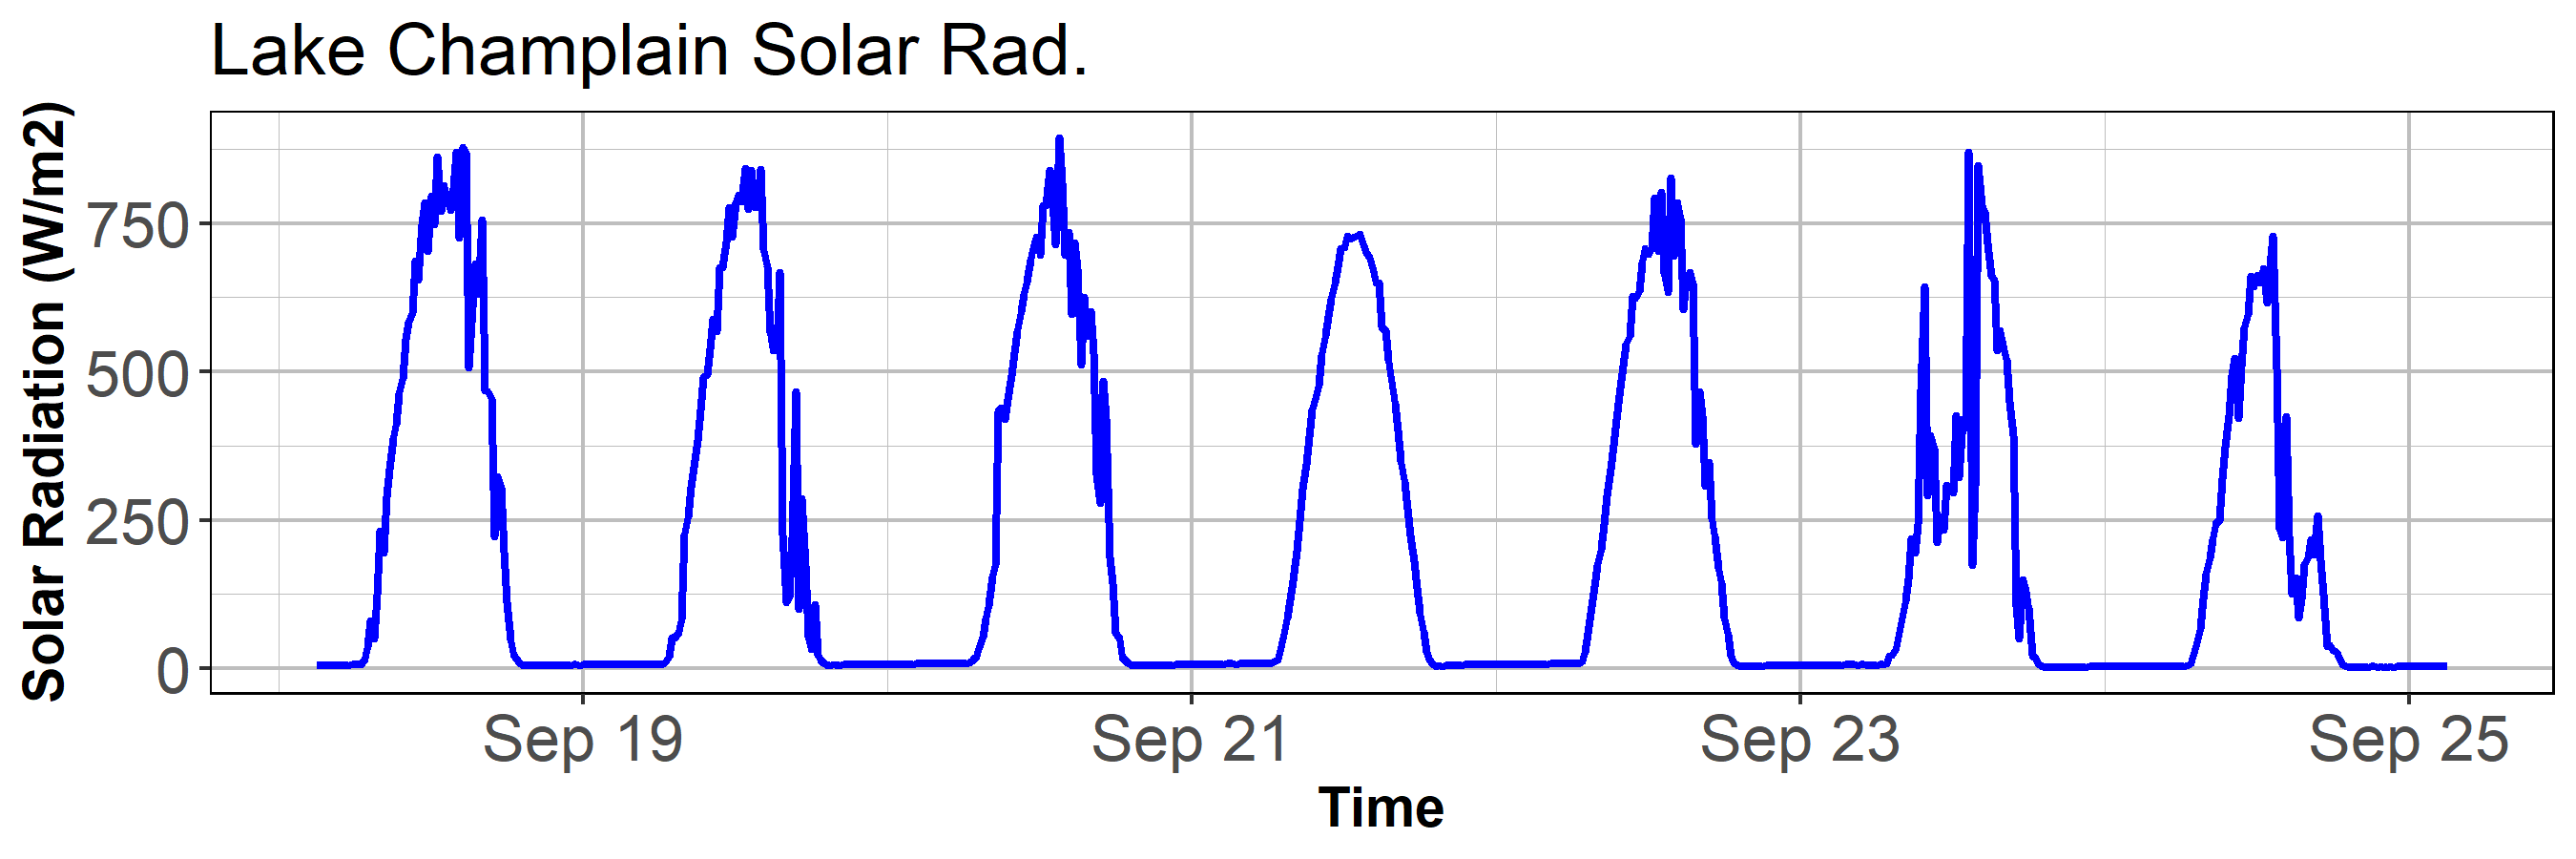 Lake Champlain Solar Rad.
Solar Radiation (W/m2)
750
500
250
0
Sep 19
Sep 21
Sep 23
Sep 25
Time